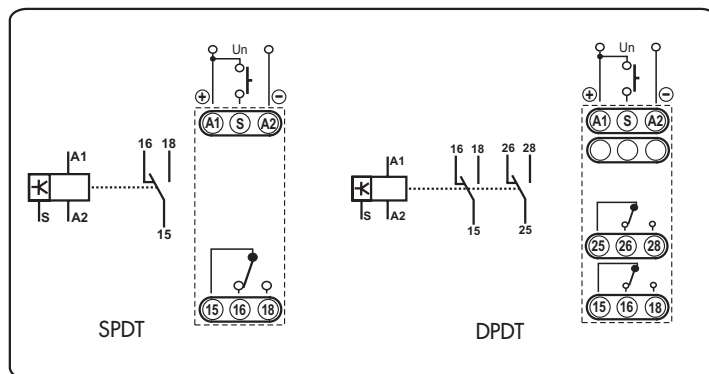 Un
⊕ ⊖
A1 S A2
A1
S A2
16 18
15
15 16 18
SPDT
Un
⊕ ⊖
A1 S A2
A1
S A2
16 18 26 28
15 25
25 26 28
15 16 18
DPDT